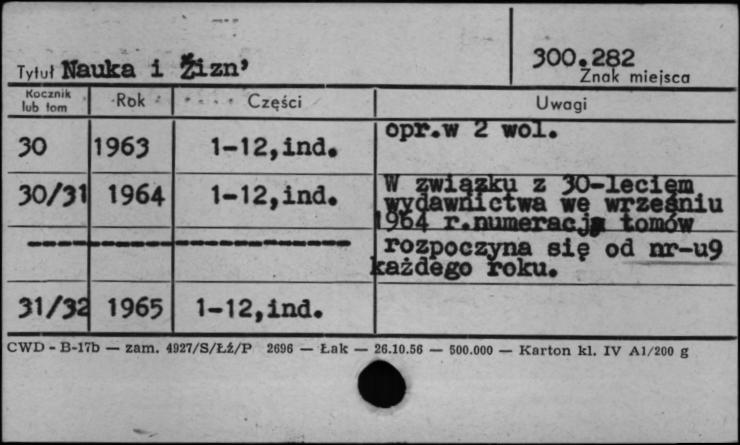 Tytuł Nauka i Žizn'
300.282
Znak miejsca
Rocznik lub tom Rok Części Uwagi
30 1963 1-12,ind. opr.w 2 wol.
30/31 1964 1-12,ind. W związku z 30-leciem
wydawnictwa we wrześniu
1964 r.numeracja tomów
rozpoczyna się od nr-u9
każdego roku.
31/32 1965 1-12,ind.
CWD - B-17b — zam. 4927/S/Łź/P 2696 — Łak — 26.10.56 — 500.000 — Karton kl. IV A1/200 g